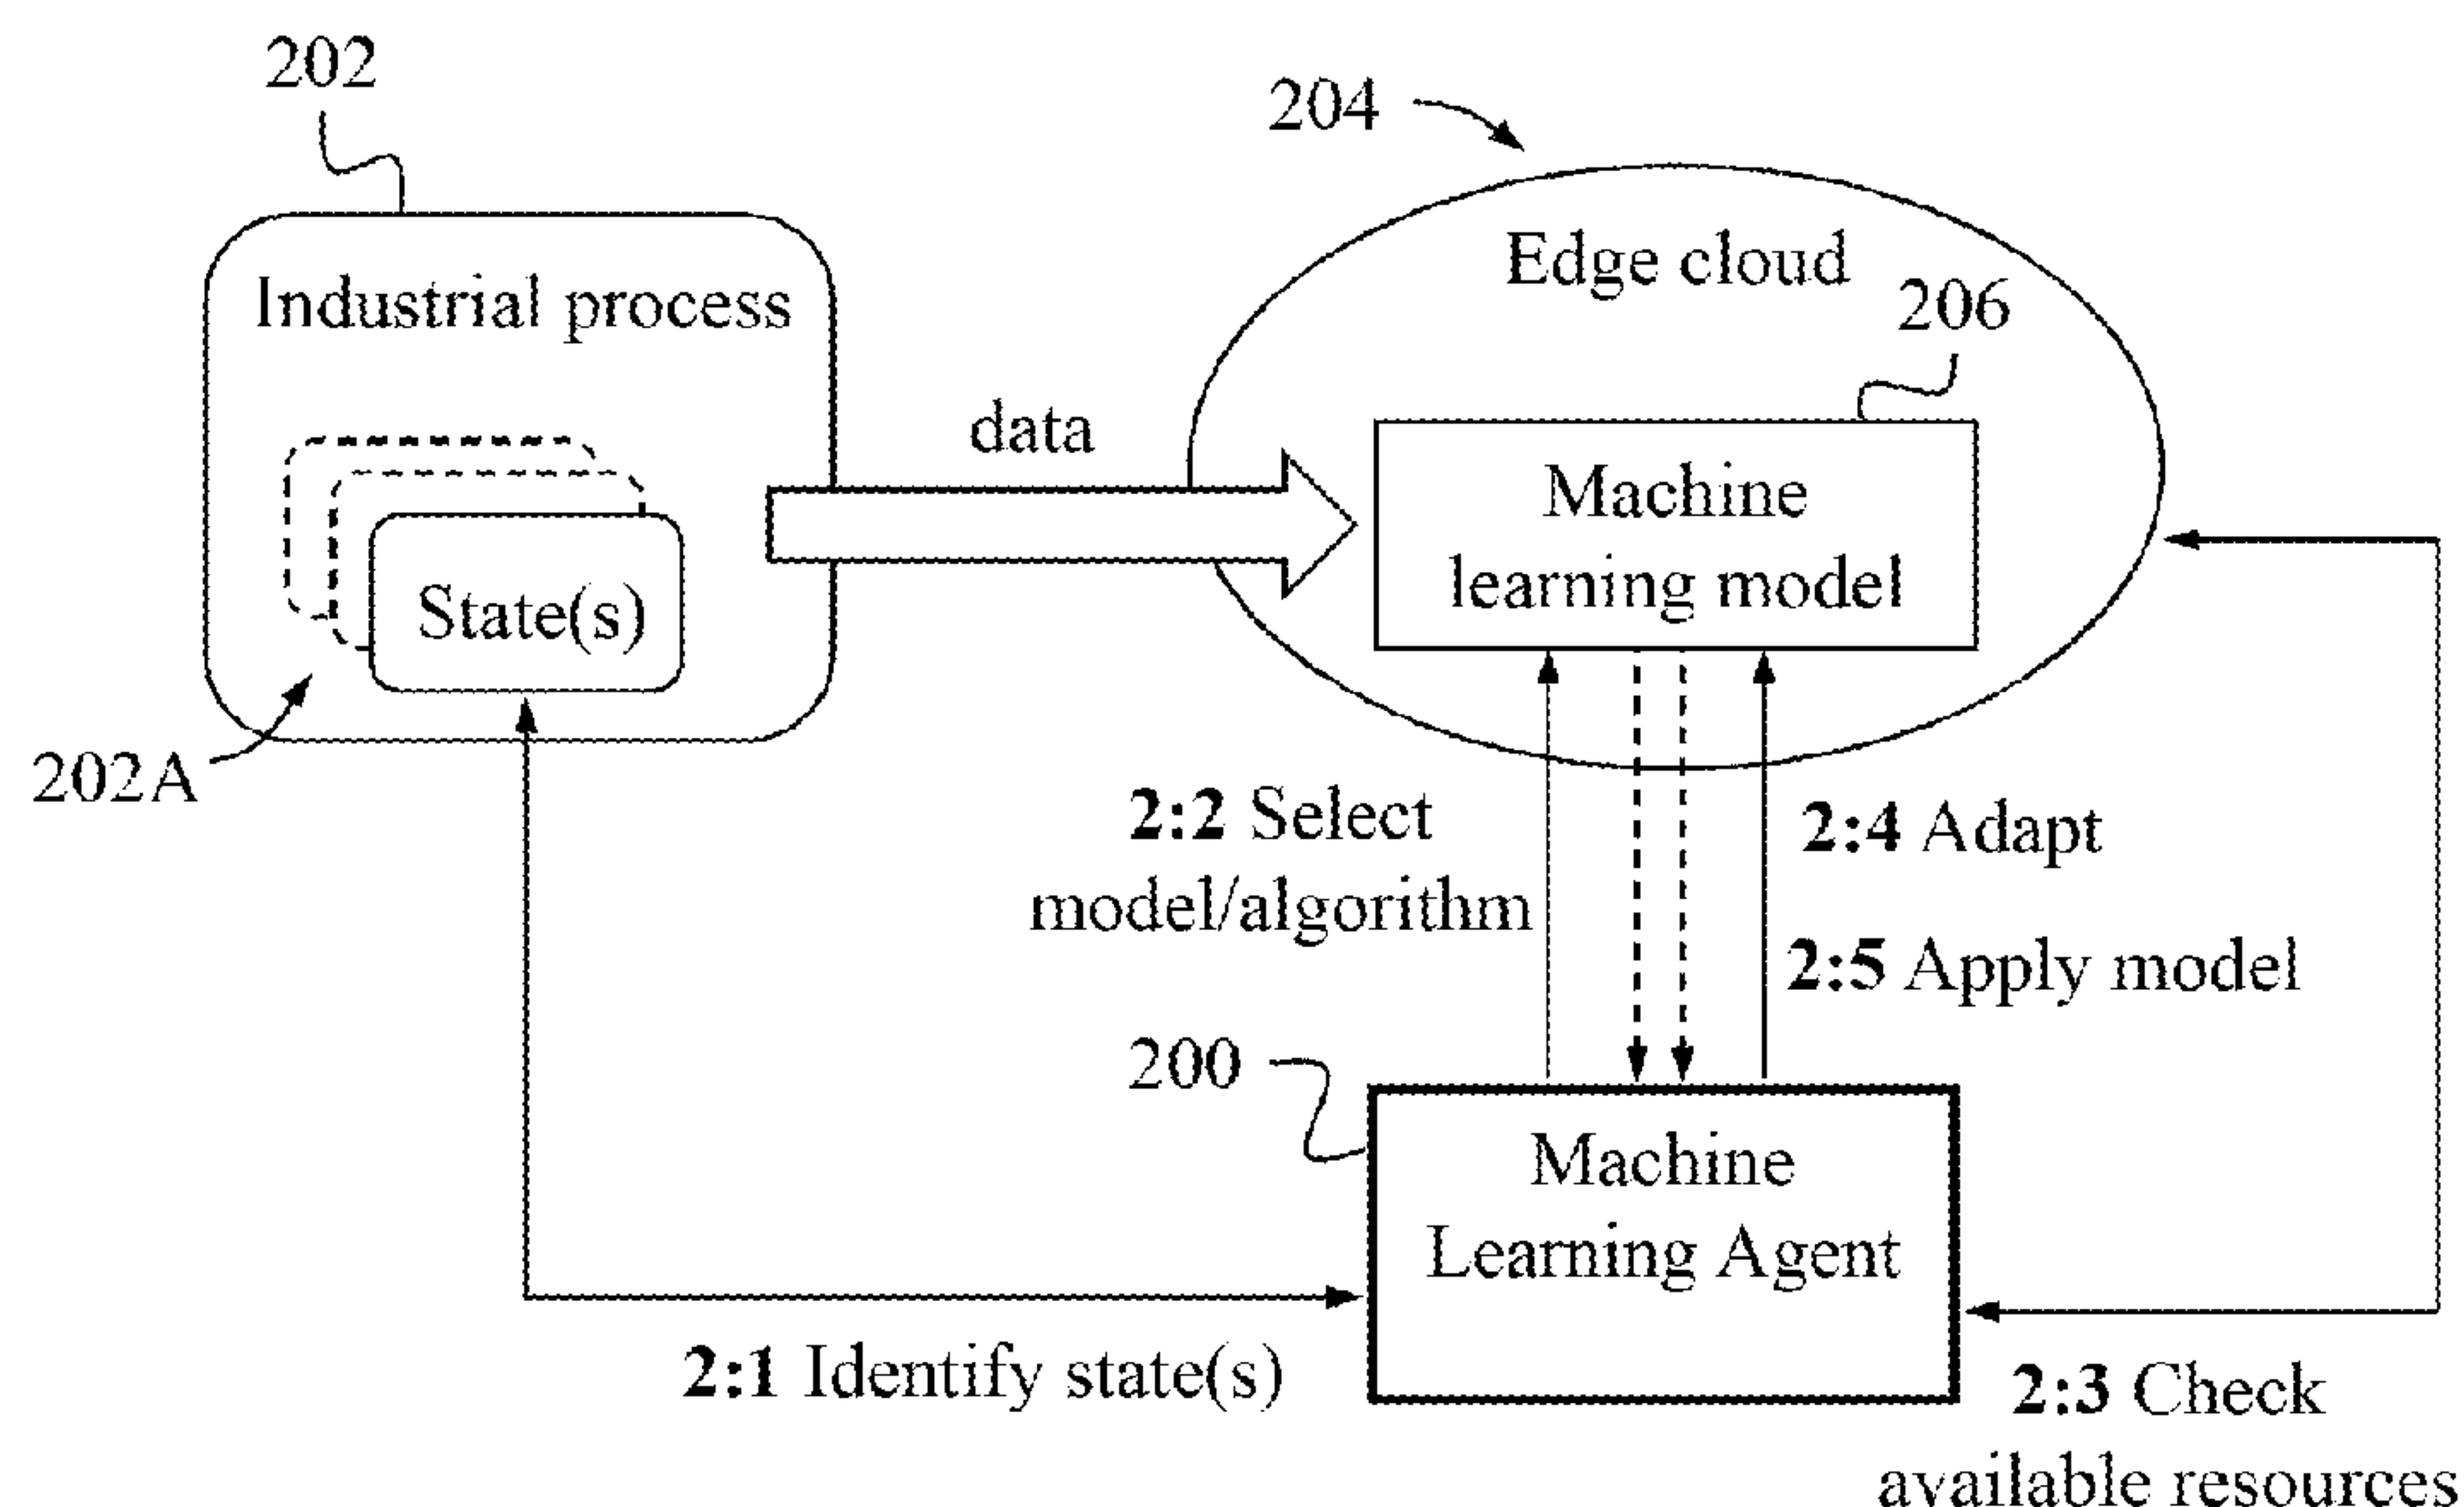 202
204
Edge cloud
Industrial process
206
data
Machine
learning model
State(s)
202A
2:2 Select
model/algorithm
2:4 Adapt
2:5 Apply model
200
Machine
Learning Agent
2:1 Identify state(s)
2:3 Check
available resources